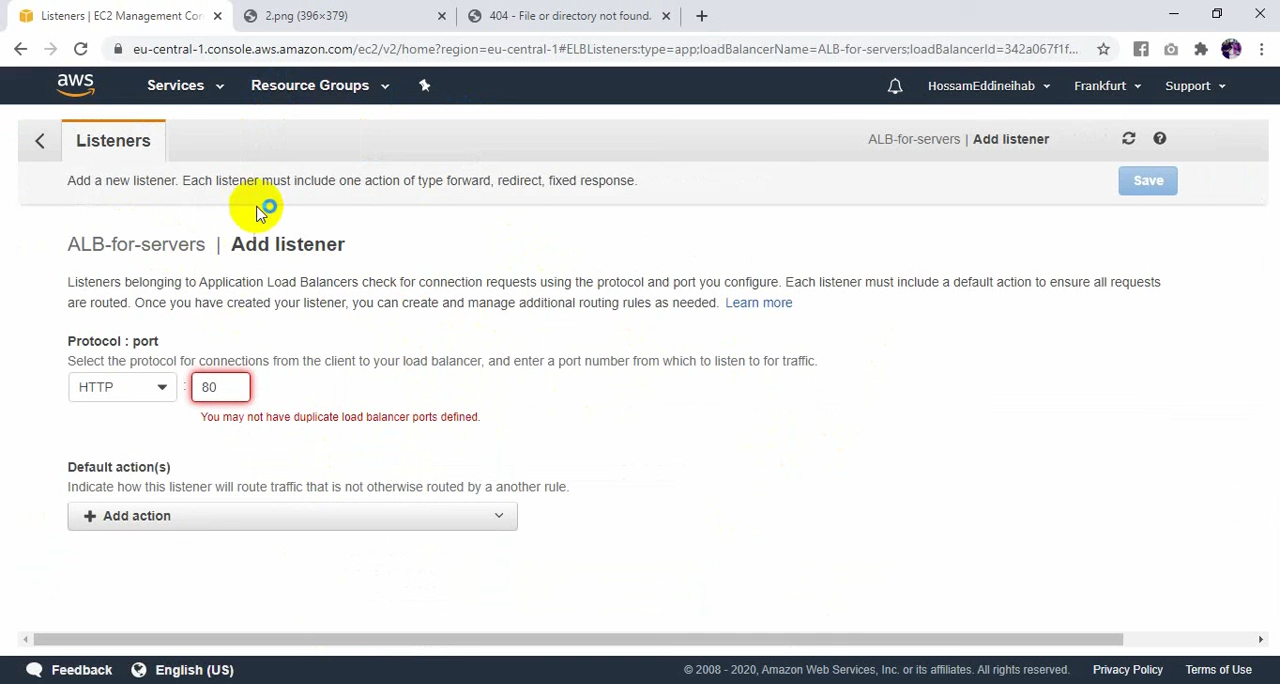 Listeners | EC2 Management Con
2.png (396×379)
404 - File or directory not found.
eu-central-1.console.aws.amazon.com/ec2/v2/home?region=eu-central-1#ELBListeners:type=app;loadBalancerName=ALB-for-servers;loadBalancerId=342a067f1f...
aws
Services
Resource Groups
HossamEddineihab
Frankfurt
Support
Listeners
ALB-for-servers | Add listener
Add a new listener. Each listener must include one action of type forward, redirect, fixed response.
Save
ALB-for-servers | Add listener
Listeners belonging to Application Load Balancers check for connection requests using the protocol and port you configure. Each listener must include a default action to ensure all requests
are routed. Once you have created your listener, you can create and manage additional routing rules as needed. Learn more
Protocol : port
Select the protocol for connections from the client to your load balancer, and enter a port number from which to listen to for traffic.
HTTP : 80
You may not have duplicate load balancer ports defined.
Default action(s)
Indicate how this listener will route traffic that is not otherwise routed by a another rule.
Add action
Feedback
English (US)
© 2008 - 2020, Amazon Web Services, Inc. or its affiliates. All rights reserved.
Privacy Policy
Terms of Use